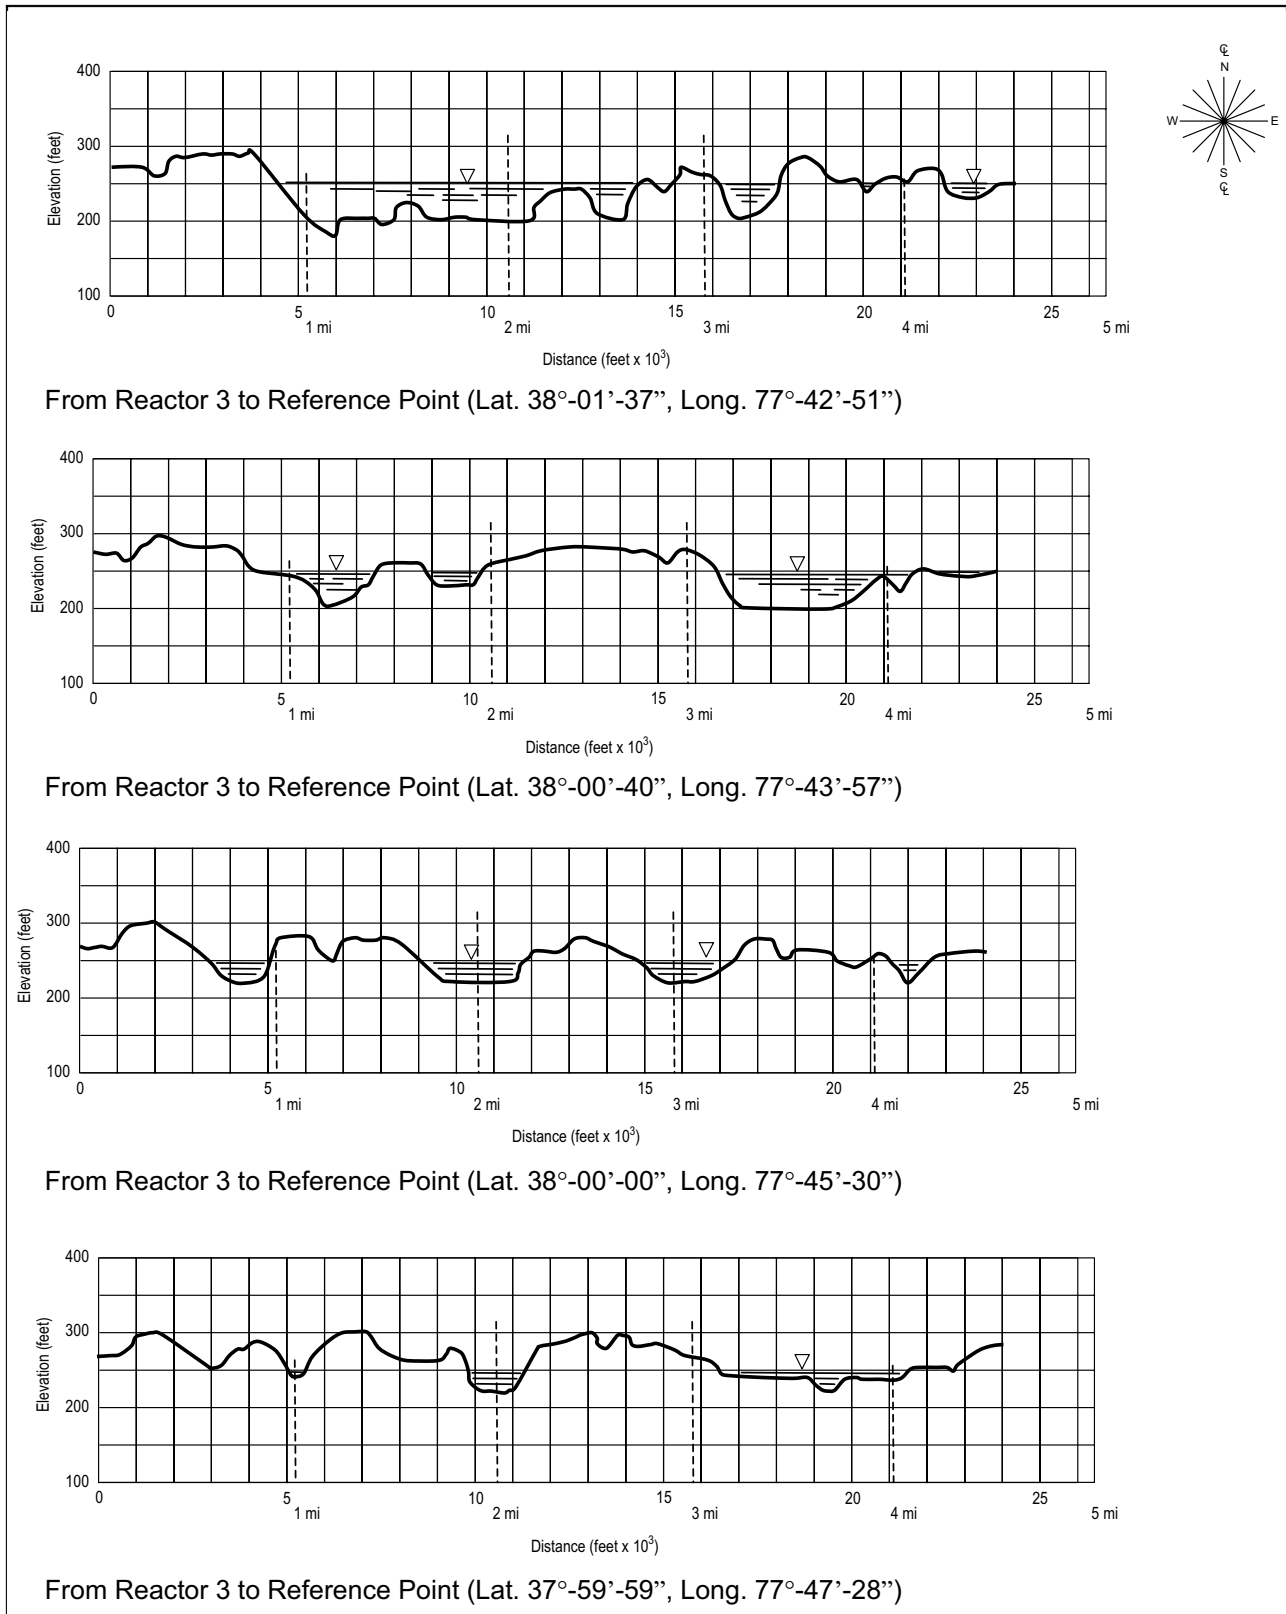 ℄
N
W E
S
℄
400
300
200
100
Elevation (feet)
0 5 10 15 20 25
1 mi 2 mi 3 mi 4 mi 5 mi
Distance (feet x 10³)
From Reactor 3 to Reference Point (Lat. 38°-01’-37”, Long. 77°-42’-51”)
400
300
200
100
Elevation (feet)
0 5 10 15 20 25
1 mi 2 mi 3 mi 4 mi 5 mi
Distance (feet x 10³)
From Reactor 3 to Reference Point (Lat. 38°-00’-40”, Long. 77°-43’-57”)
400
300
200
100
Elevation (feet)
0 5 10 15 20 25
1 mi 2 mi 3 mi 4 mi 5 mi
Distance (feet x 10³)
From Reactor 3 to Reference Point (Lat. 38°-00’-00”, Long. 77°-45’-30”)
400
300
200
100
Elevation (feet)
0 5 10 15 20 25
1 mi 2 mi 3 mi 4 mi 5 mi
Distance (feet x 10³)
From Reactor 3 to Reference Point (Lat. 37°-59’-59”, Long. 77°-47’-28”)